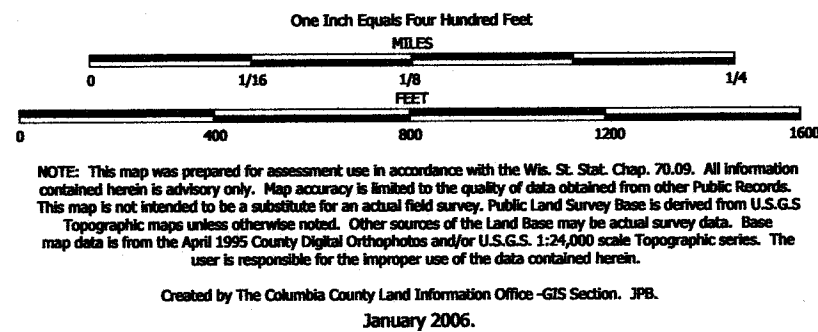 One Inch Equals Four Hundred Feet
MILES
0 1/16 1/8 1/4
FEET
0 400 800 1200 1600
NOTE: This map was prepared for assessment use in accordance with the Wis. St. Stat. Chap. 70.09. All information
contained herein is advisory only. Map accuracy is limited to the quality of data obtained from other Public Records.
This map is not intended to be a substitute for an actual field survey. Public Land Survey Base is derived from U.S.G.S
Topographic maps unless otherwise noted. Other sources of the Land Base may be actual survey data. Base
map data is from the April 1995 County Digital Orthophotos and/or U.S.G.S. 1:24,000 scale Topographic series. The
user is responsible for the improper use of the data contained herein.
Created by The Columbia County Land Information Office -GIS Section. JPB.
January 2006.